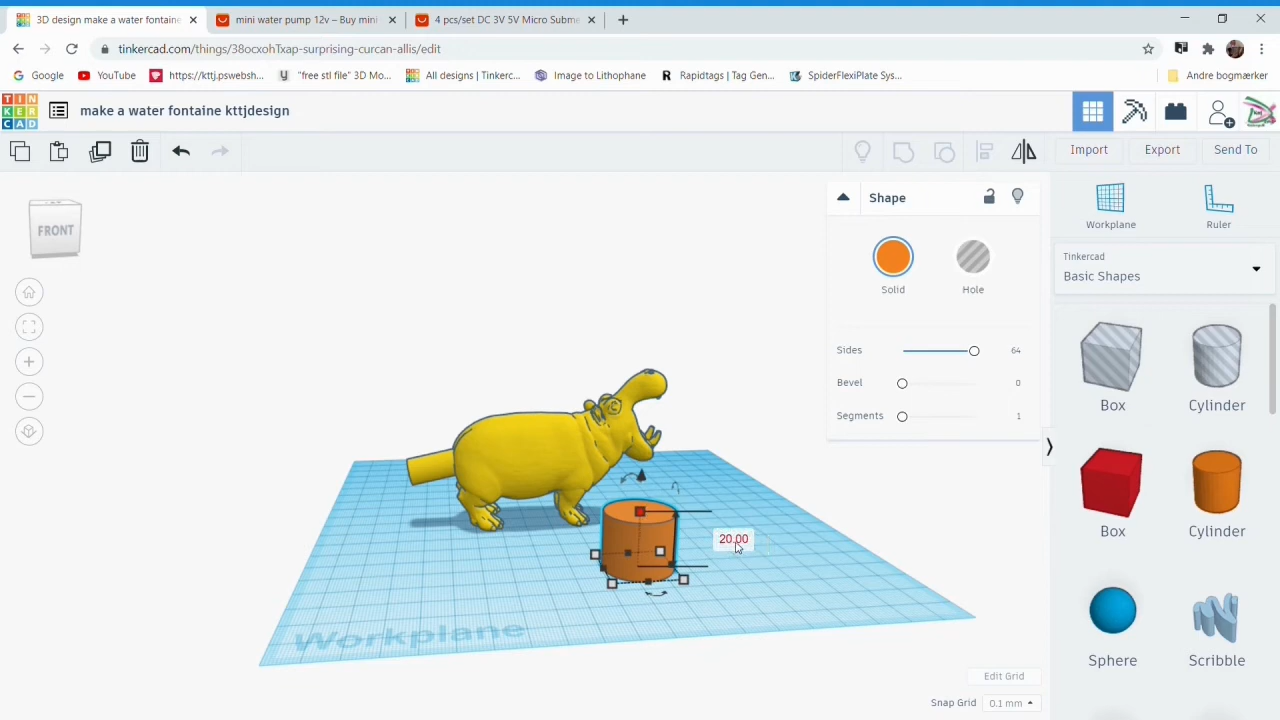 3D design make a water fontaine
mini water pump 12v – Buy mini
4 pcs/set DC 3V 5V Micro Subme
tinkercad.com/things/38ocxohTxap-surprising-curcan-allis/edit
Google
YouTube
https://kttj.pswebsh...
"free stl file" 3D Mo...
All designs | Tinkerc...
Image to Lithophane
Rapidtags | Tag Gen...
SpiderFlexiPlate Sys...
Andre bogmærker
TIN
KER
CAD
make a water fontaine kttjdesign
Import
Export
Send To
FRONT
Shape
Solid
Hole
Sides
64
Bevel
0
Segments
1
Workplane
Ruler
Tinkercad
Basic Shapes
Box
Cylinder
Box
Cylinder
Sphere
Scribble
20.00
Workplane
Edit Grid
Snap Grid
0.1 mm